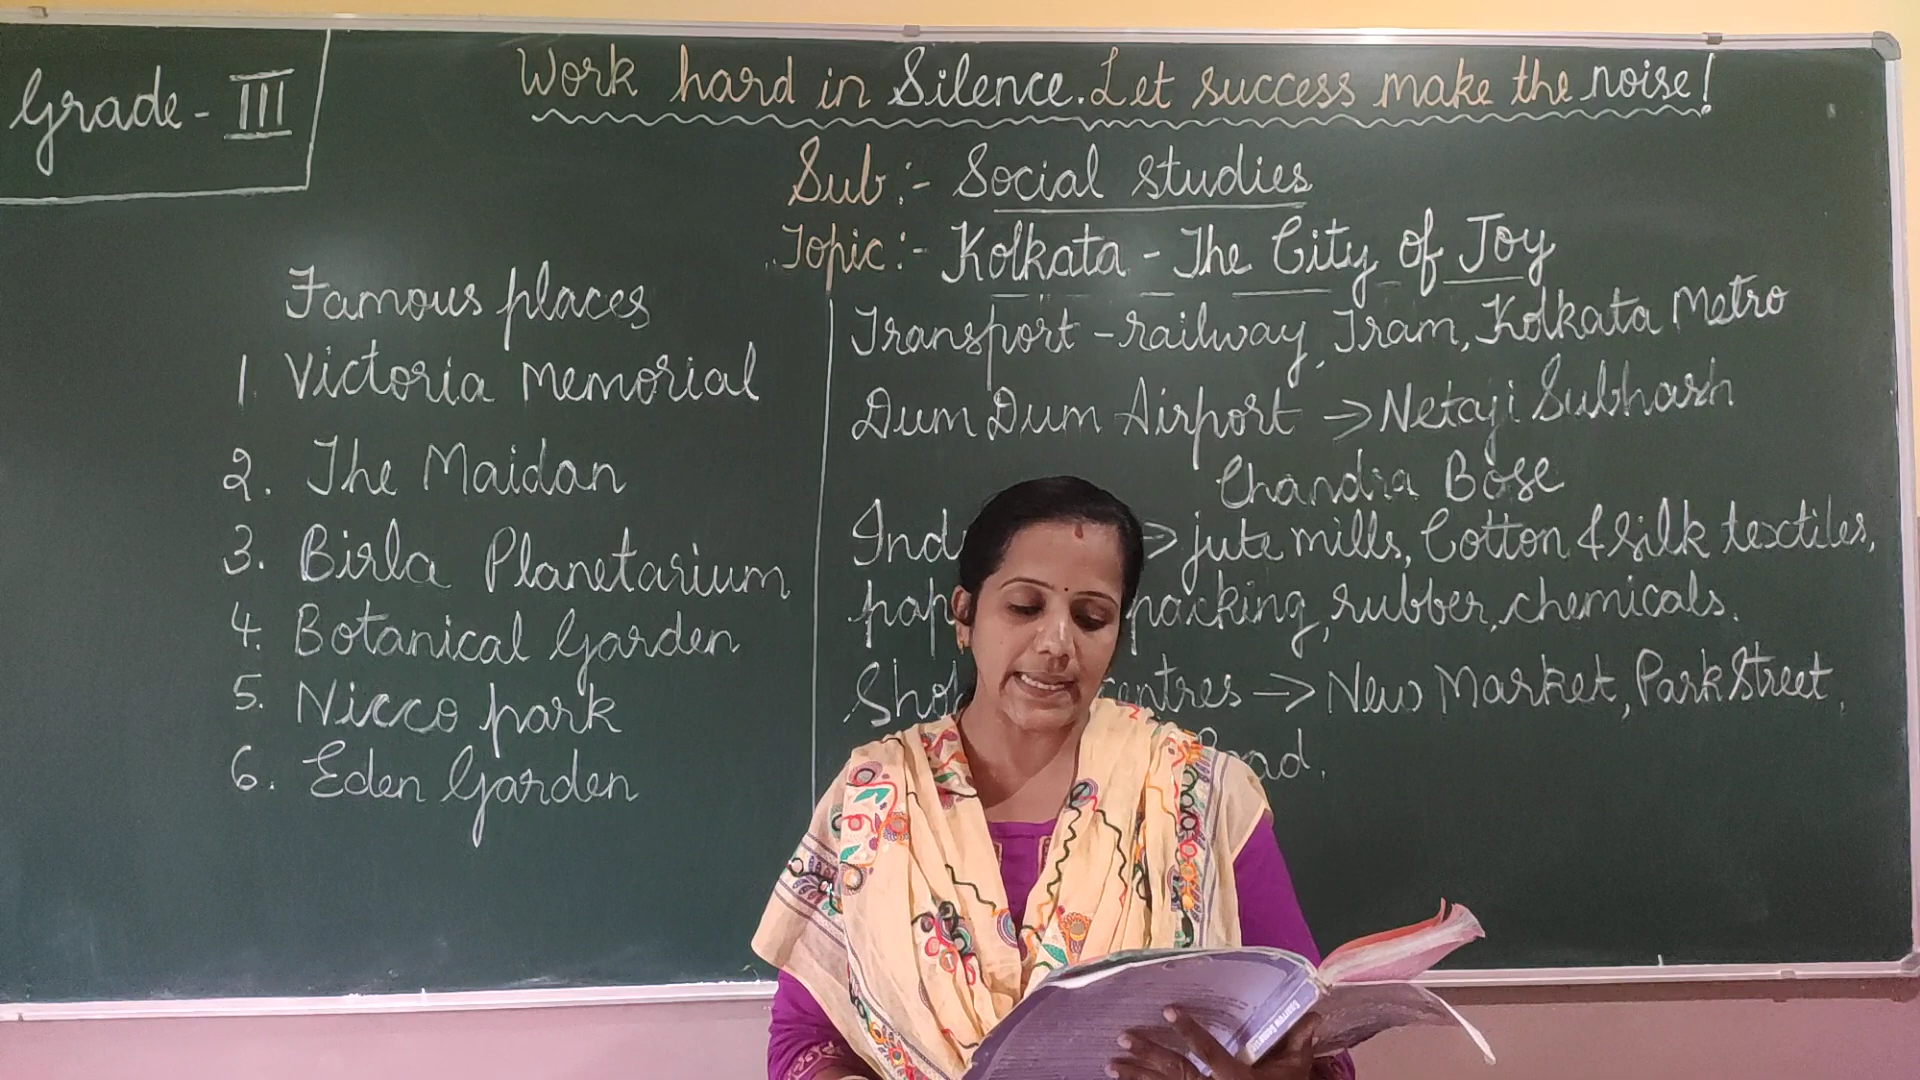 Grade - III
Work hard in Silence. Let success make the noise!
Sub :- Social studies
Topic :- Kolkata - The City of Joy
Famous places
1. Victoria Memorial
2. The Maidan
3. Birla Planetarium
4. Botanical Garden
5. Nicco park
6. Eden Garden
Transport - railway, Tram, Kolkata Metro
Dum Dum Airport → Netaji Subhash
Chandra Bose
→ jute mills, Cotton & Silk textiles,
packing, rubber, chemicals.
→ New Market, Park Street,